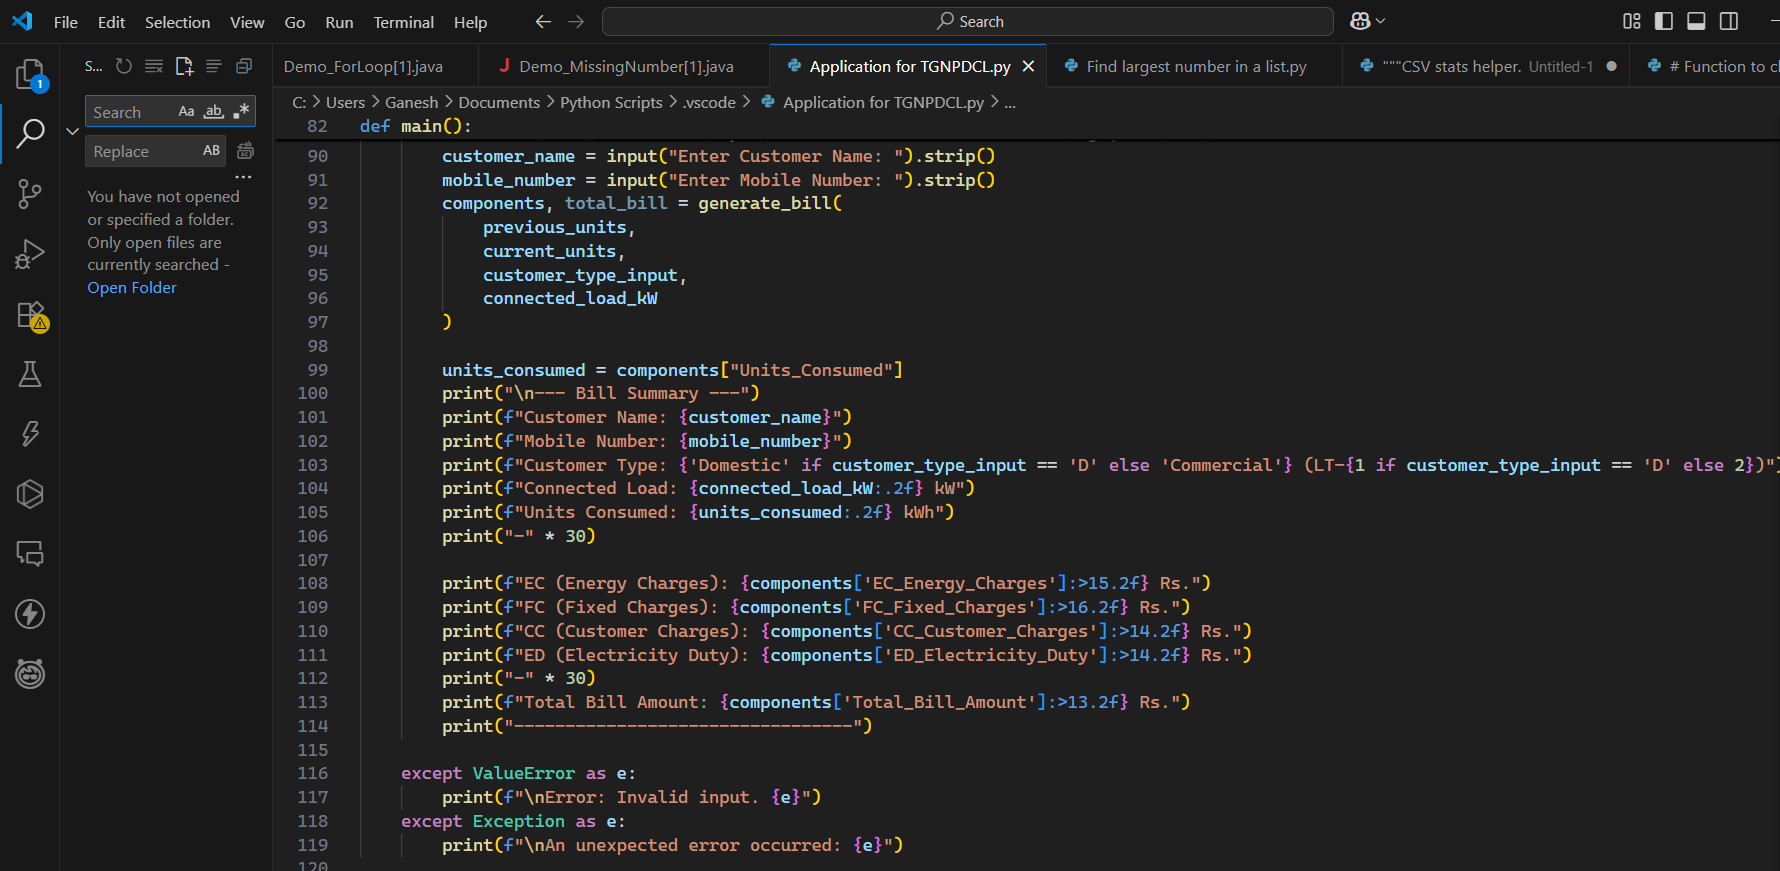 File Edit Selection View Go Run Terminal Help
Search
S...
Demo_ForLoop[1].java
Demo_MissingNumber[1].java
Application for TGNPDCL.py
Find largest number in a list.py
"""CSV stats helper. Untitled-1
# Function to c
1
Search Aa ab
Replace AB
You have not opened
or specified a folder.
Only open files are
currently searched -
Open Folder
C: > Users > Ganesh > Documents > Python Scripts > .vscode > Application for TGNPDCL.py > ...
82 def main():
90 customer_name = input("Enter Customer Name: ").strip()
91 mobile_number = input("Enter Mobile Number: ").strip()
92 components, total_bill = generate_bill(
93 previous_units,
94 current_units,
95 customer_type_input,
96 connected_load_kW
97 )
98
99 units_consumed = components["Units_Consumed"]
100 print("\n--- Bill Summary ---")
101 print(f"Customer Name: {customer_name}")
102 print(f"Mobile Number: {mobile_number}")
103 print(f"Customer Type: {'Domestic' if customer_type_input == 'D' else 'Commercial'} (LT-{1 if customer_type_input == 'D' else 2})")
104 print(f"Connected Load: {connected_load_kW:.2f} kW")
105 print(f"Units Consumed: {units_consumed:.2f} kWh")
106 print("-" * 30)
107
108 print(f"EC (Energy Charges): {components['EC_Energy_Charges']:>15.2f} Rs.")
109 print(f"FC (Fixed Charges): {components['FC_Fixed_Charges']:>16.2f} Rs.")
110 print(f"CC (Customer Charges): {components['CC_Customer_Charges']:>14.2f} Rs.")
111 print(f"ED (Electricity Duty): {components['ED_Electricity_Duty']:>14.2f} Rs.")
112 print("-" * 30)
113 print(f"Total Bill Amount: {components['Total_Bill_Amount']:>13.2f} Rs.")
114 print("---------------------------------")
115
116 except ValueError as e:
117 print(f"\nError: Invalid input. {e}")
118 except Exception as e:
119 print(f"\nAn unexpected error occurred: {e}")
120